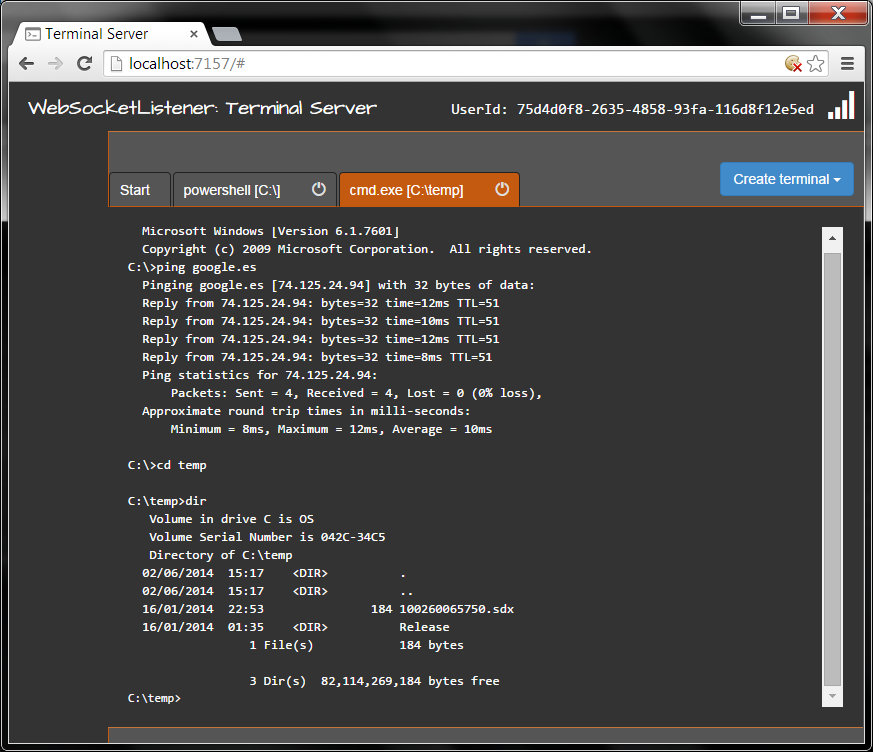 Terminal Server
localhost:7157/#
WebSocketListener: Terminal Server
UserId: 75d4d0f8-2635-4858-93fa-116d8f12e5ed
Start
powershell [C:\]
cmd.exe [C:\temp]
Create terminal
Microsoft Windows [Version 6.1.7601]
Copyright (c) 2009 Microsoft Corporation.  All rights reserved.
C:\>ping google.es
Pinging google.es [74.125.24.94] with 32 bytes of data:
Reply from 74.125.24.94: bytes=32 time=12ms TTL=51
Reply from 74.125.24.94: bytes=32 time=10ms TTL=51
Reply from 74.125.24.94: bytes=32 time=12ms TTL=51
Reply from 74.125.24.94: bytes=32 time=8ms TTL=51
Ping statistics for 74.125.24.94:
Packets: Sent = 4, Received = 4, Lost = 0 (0% loss),
Approximate round trip times in milli-seconds:
Minimum = 8ms, Maximum = 12ms, Average = 10ms
C:\>cd temp
C:\temp>dir
Volume in drive C is OS
Volume Serial Number is 042C-34C5
Directory of C:\temp
02/06/2014  15:17    <DIR>          .
02/06/2014  15:17    <DIR>          ..
16/01/2014  22:53               184 100260065750.sdx
16/01/2014  01:35    <DIR>          Release
1 File(s)            184 bytes
3 Dir(s)  82,114,269,184 bytes free
C:\temp>